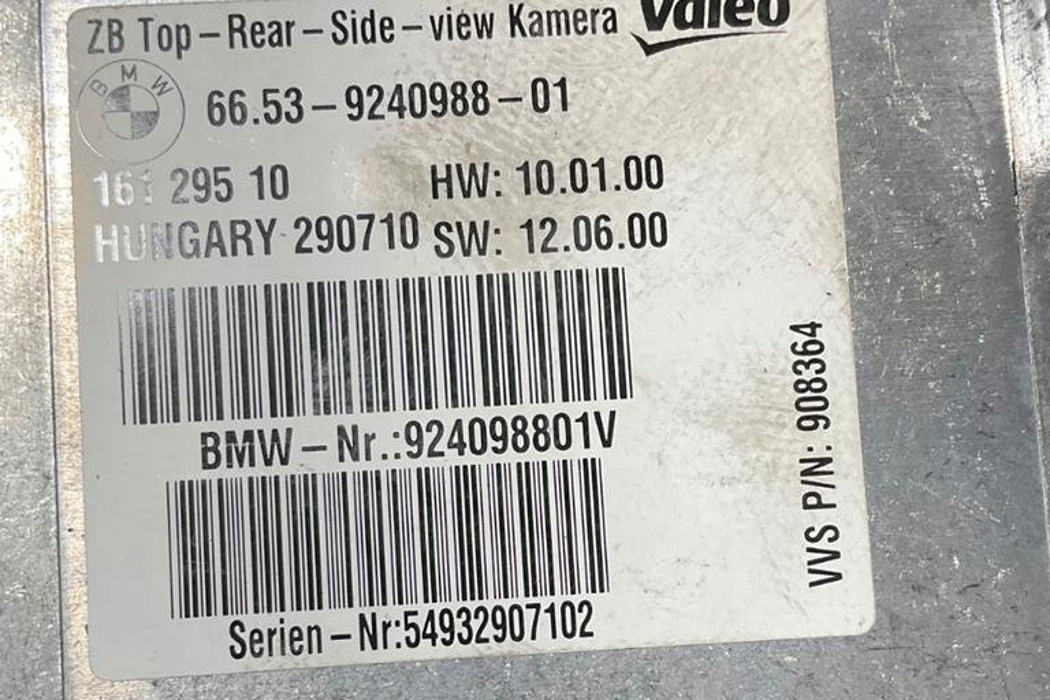 ZB Top-Rear-Side-view Kamera
Valeo
BMW
66.53-9240988-01
161 295 10
HW: 10.01.00
HUNGARY 290710
SW: 12.06.00
BMW-Nr.:924098801V
Serien-Nr:54932907102
VVS P/N: 908364